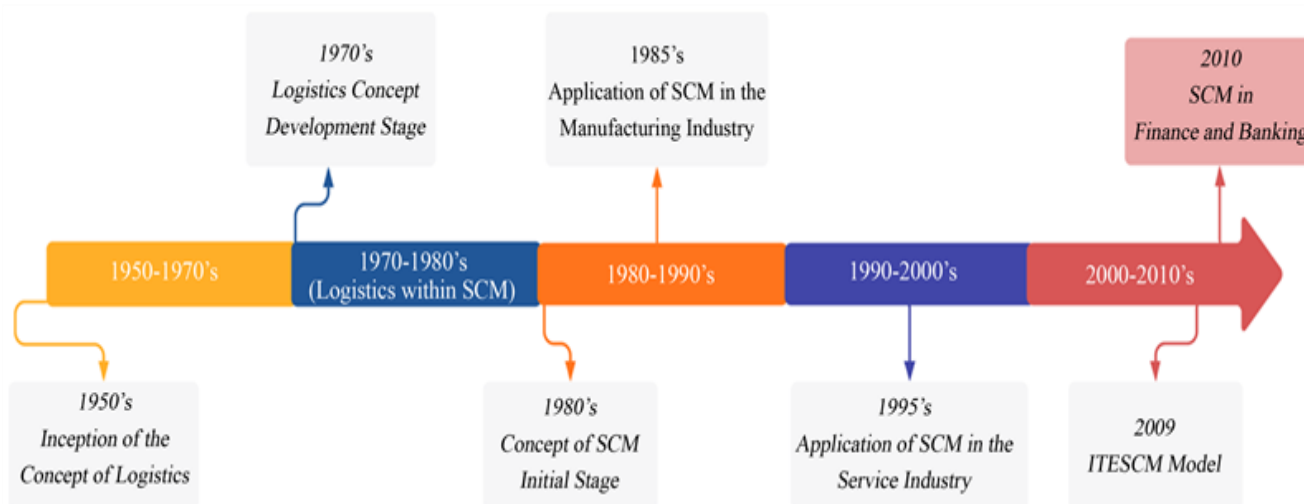 1970’s
Logistics Concept
Development Stage
1985’s
Application of SCM in the
Manufacturing Industry
2010
SCM in
Finance and Banking
1950-1970’s
1970-1980’s
(Logistics within SCM)
1980-1990’s
1990-2000’s
2000-2010’s
1950’s
Inception of the
Concept of Logistics
1980’s
Concept of SCM
Initial Stage
1995’s
Application of SCM in the
Service Industry
2009
ITESCM Model